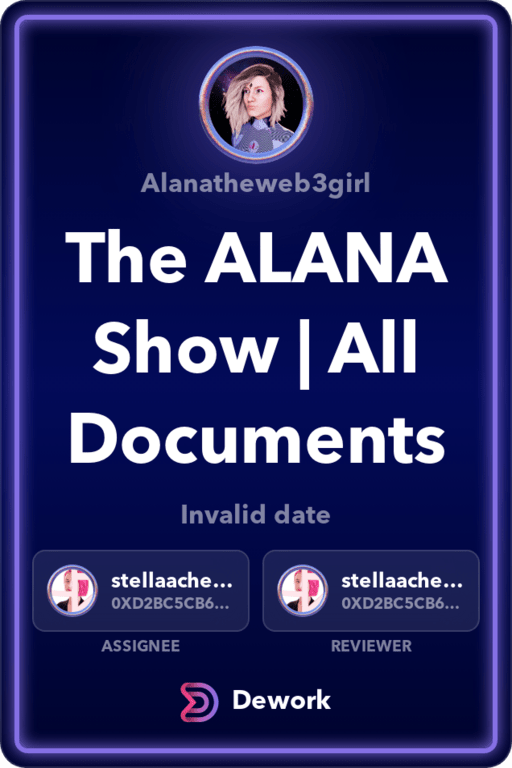 Alanatheweb3girl
The ALANA
Show | All
Documents
Invalid date
stellaache...
0XD2BC5CB6...
stellaache...
0XD2BC5CB6...
ASSIGNEE
REVIEWER
Dework